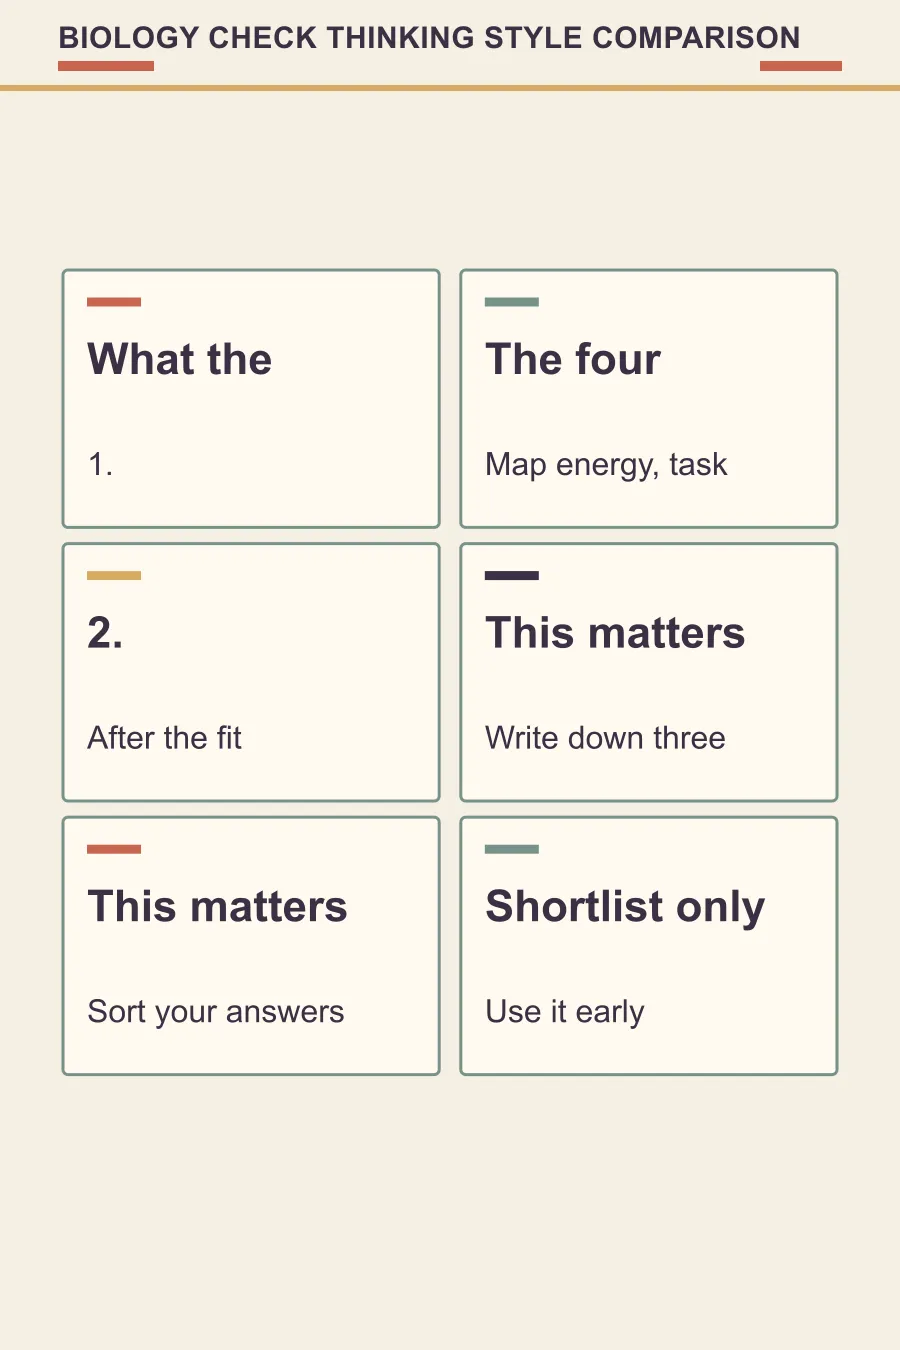 BIOLOGY CHECK THINKING STYLE COMPARISON
What the
1.
The four
Map energy, task
2.
After the fit
This matters
Write down three
This matters
Sort your answers
Shortlist only
Use it early